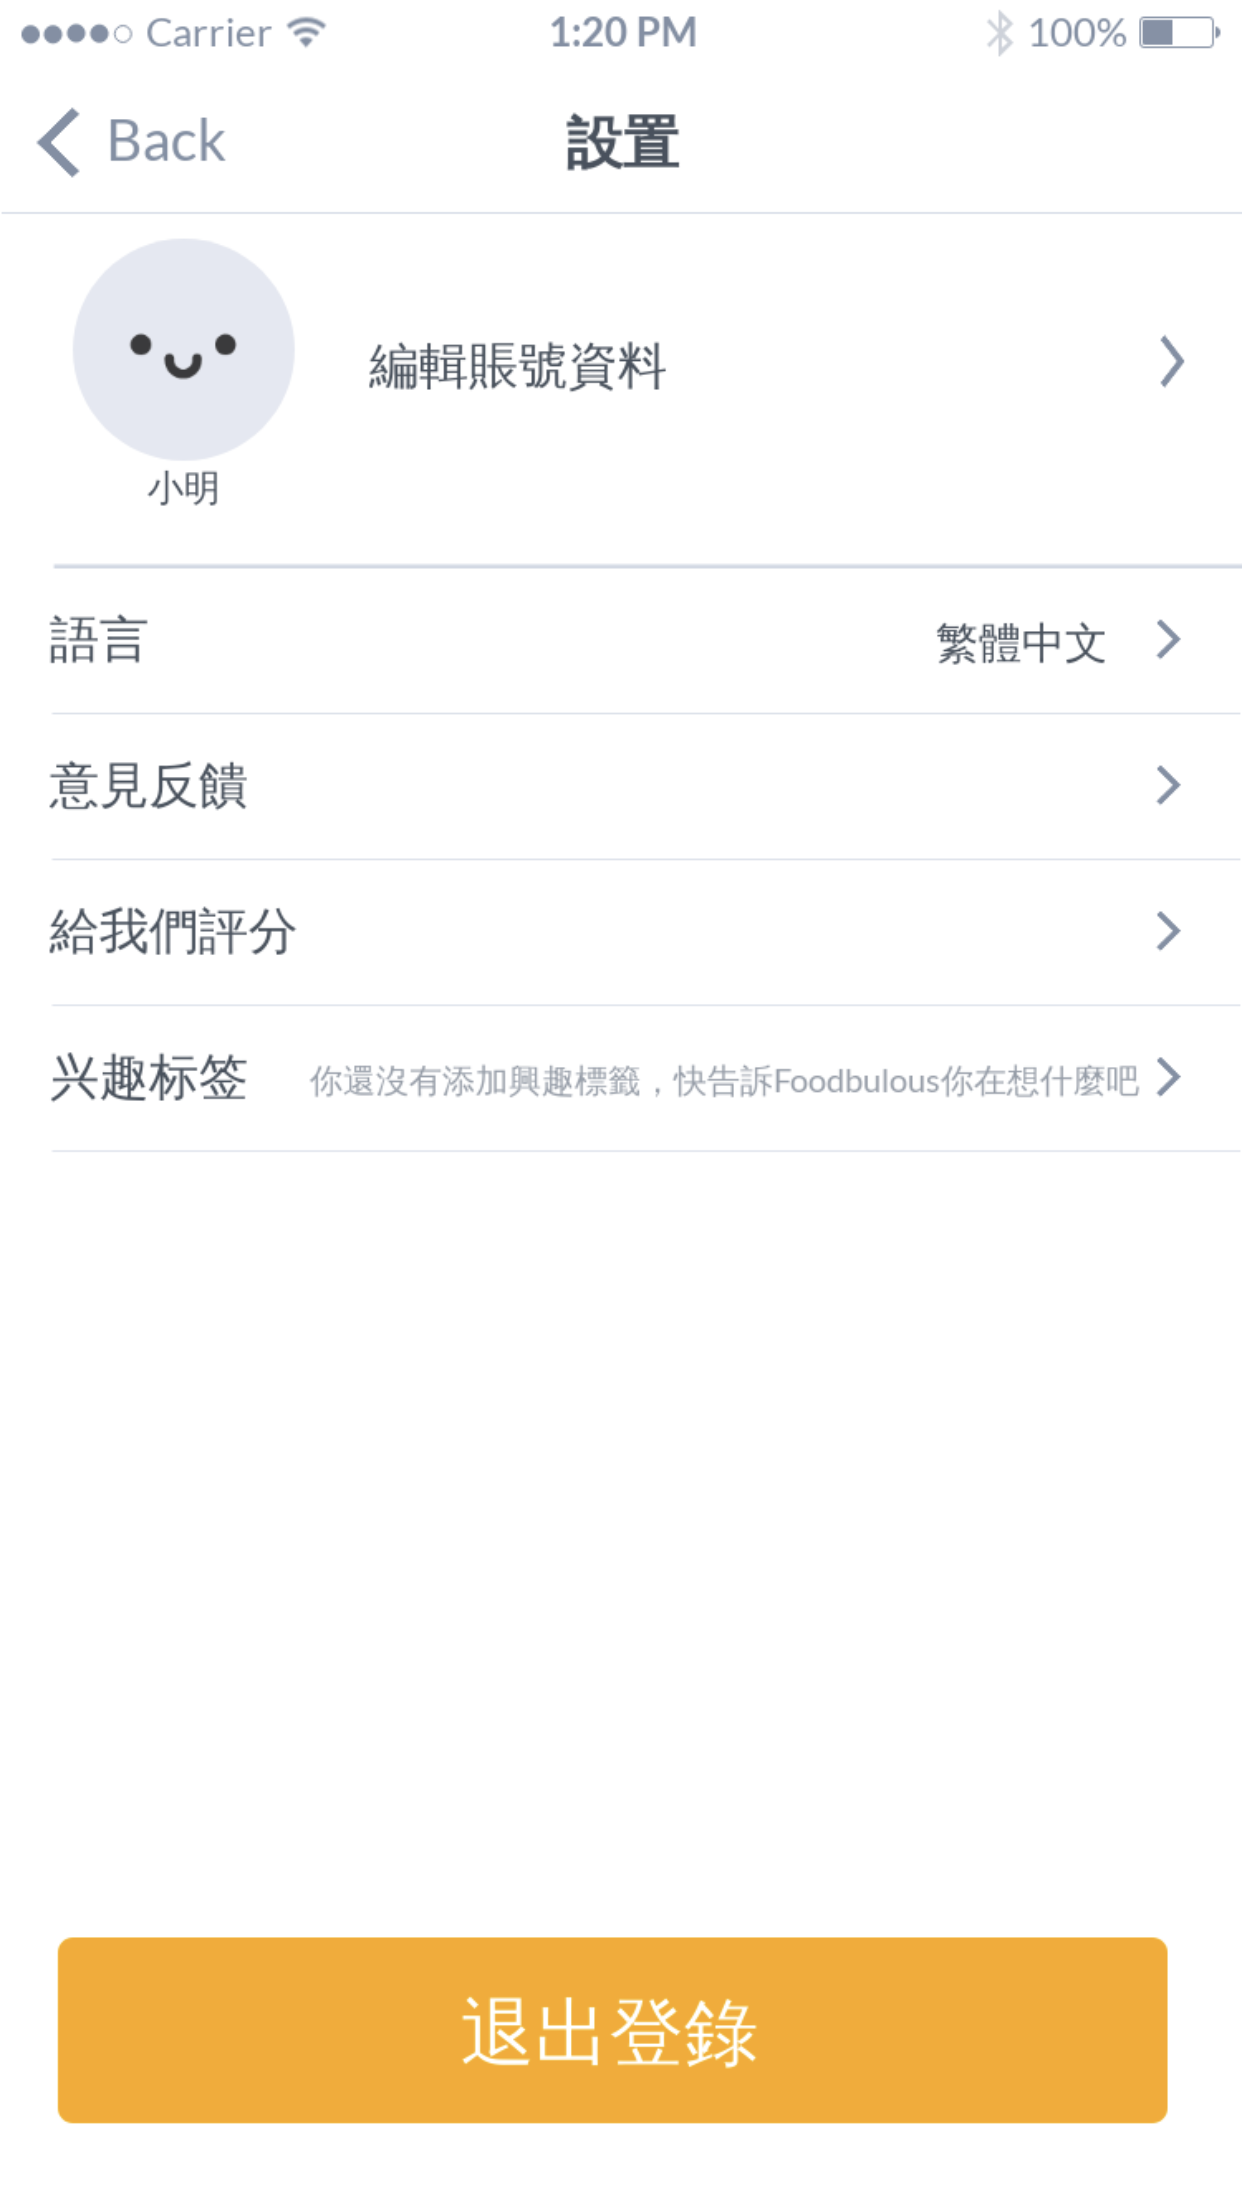 Carrier 1:20 PM 100%
Back 設置
編輯賬號資料
小明
語言 繁體中文
意見反饋
給我們評分
兴趣标签 你還沒有添加興趣標籤，快告訴Foodbulous你在想什麼吧
退出登錄